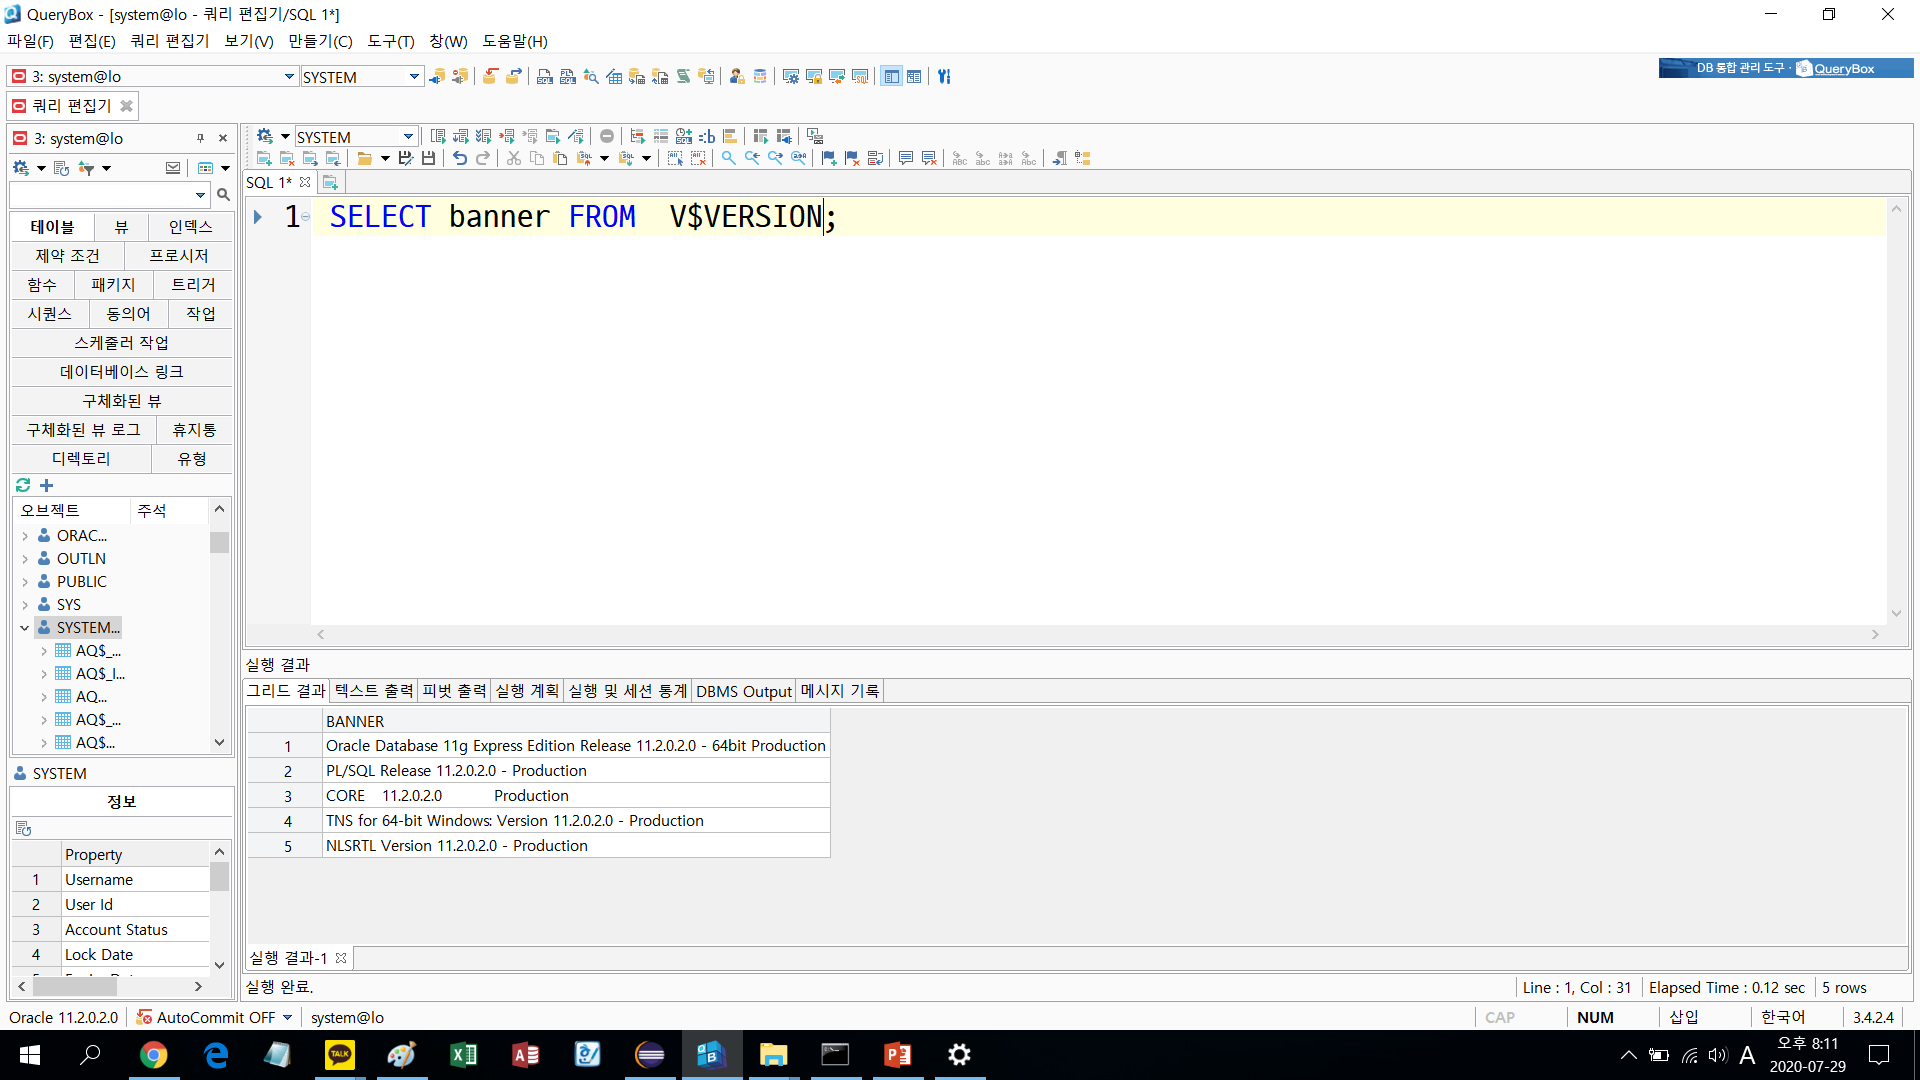 QueryBox - [system@lo - 쿼리 편집기/SQL 1*]
파일(F) 편집(E) 쿼리 편집기 보기(V) 만들기(C) 도구(T) 창(W) 도움말(H)
3: system@lo SYSTEM
DB 통합 관리 도구 · QueryBox
쿼리 편집기
3: system@lo
SYSTEM
SQL 1*
1 SELECT banner FROM  V$VERSION;
테이블 뷰 인덱스
제약 조건 프로시저
함수 패키지 트리거
시퀀스 동의어 작업
스케줄러 작업
데이터베이스 링크
구체화된 뷰
구체화된 뷰 로그 휴지통
디렉토리 유형
오브젝트 주석
ORAC...
OUTLN
PUBLIC
SYS
SYSTEM...
AQ$_...
AQ$_I...
AQ...
AQ$_...
AQ$...
SYSTEM
정보
Property
1 Username
2 User Id
3 Account Status
4 Lock Date
실행 결과
그리드 결과 텍스트 출력 피벗 출력 실행 계획 실행 및 세션 통계 DBMS Output 메시지 기록
BANNER
1 Oracle Database 11g Express Edition Release 11.2.0.2.0 - 64bit Production
2 PL/SQL Release 11.2.0.2.0 - Production
3 CORE 11.2.0.2.0 Production
4 TNS for 64-bit Windows: Version 11.2.0.2.0 - Production
5 NLSRTL Version 11.2.0.2.0 - Production
실행 결과-1
실행 완료.
Line : 1, Col : 31 Elapsed Time : 0.12 sec 5 rows
Oracle 11.2.0.2.0 AutoCommit OFF system@lo
CAP NUM 삽입 한국어 3.4.2.4
TALK
A
오후 8:11
2020-07-29